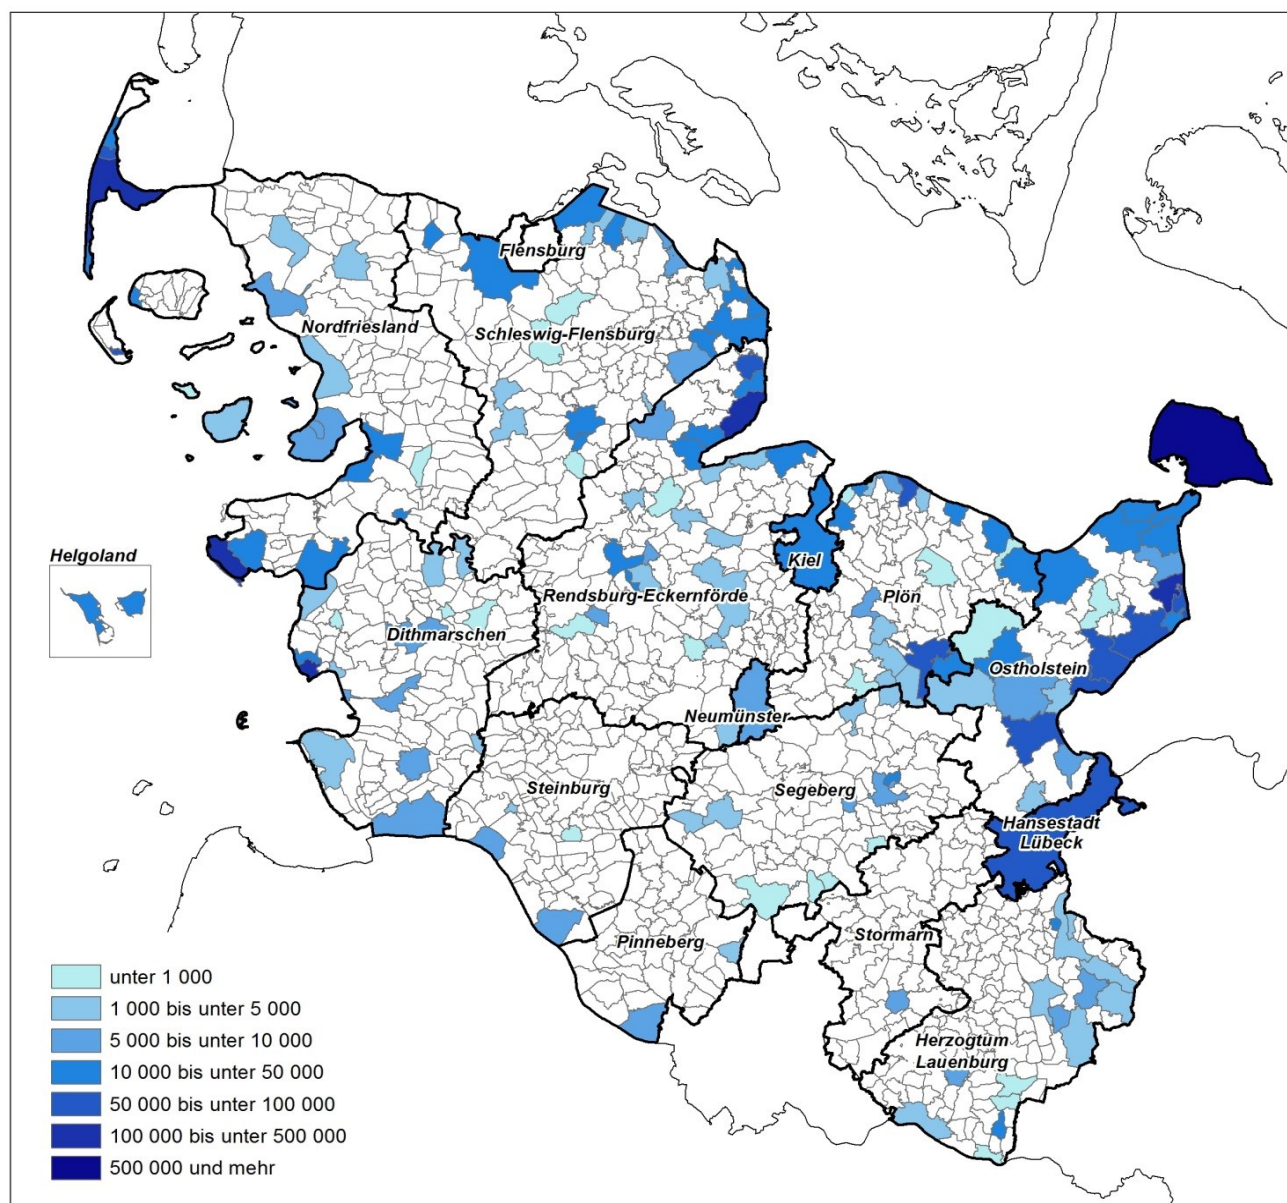 Flensburg
Nordfriesland
Schleswig-Flensburg
Helgoland
Kiel
Rendsburg-Eckernförde
Plön
Dithmarschen
Ostholstein
Neumünster
Steinburg
Segeberg
Hansestadt
Lübeck
Pinneberg
Stormarn
Herzogtum
Lauenburg
unter 1 000
1 000 bis unter 5 000
5 000 bis unter 10 000
10 000 bis unter 50 000
50 000 bis unter 100 000
100 000 bis unter 500 000
500 000 und mehr